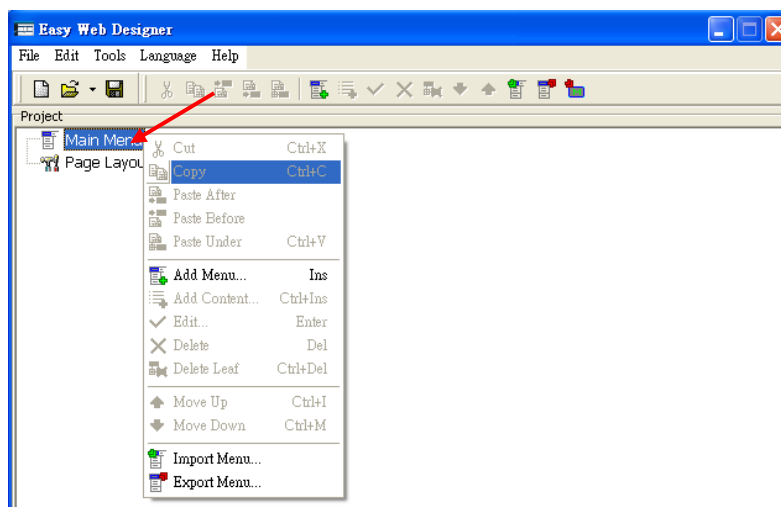 Easy Web Designer
File Edit Tools Language Help
Project
Main Menu
Page Layou
Cut Ctrl+X
Copy Ctrl+C
Paste After
Paste Before
Paste Under Ctrl+V
Add Menu... Ins
Add Content... Ctrl+Ins
Edit... Enter
Delete Del
Delete Leaf Ctrl+Del
Move Up Ctrl+I
Move Down Ctrl+M
Import Menu...
Export Menu...